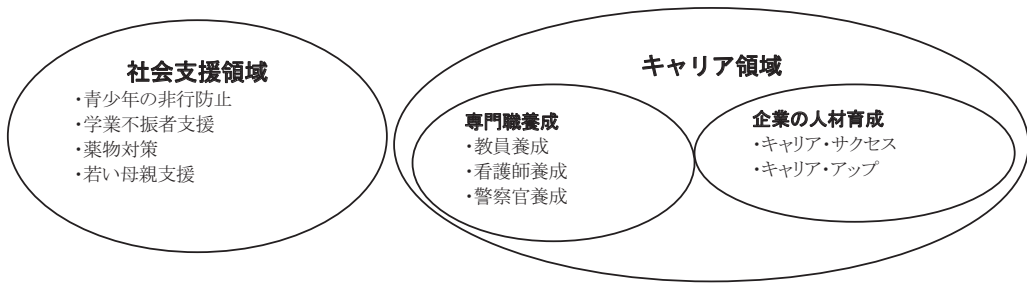 社会支援領域
・青少年の非行防止
・学業不振者支援
・薬物対策
・若い母親支援
キャリア領域
専門職養成
・教員養成
・看護師養成
・警察官養成
企業の人材育成
・キャリア・サクセス
・キャリア・アップ